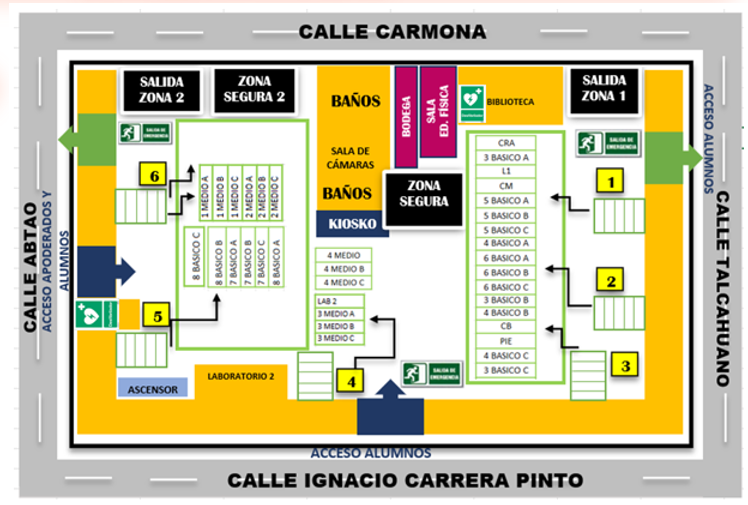 CALLE CARMONA
SALIDA
ZONA 2
ZONA
SEGURA 2
BAÑOS
SALA DE
CÁMARAS
BAÑOS
KIOSKO
BODEGA
SALA
ED. FÍSICA
BIBLIOTECA
SALIDA
ZONA 1
ZONA
SEGURA
SALIDA DE
EMERGENCIA
SALIDA DE
EMERGENCIA
CALLE ABTAO
ACCESO APODERADOS Y
ALUMNOS
6
1 MEDIO A
1 MEDIO B
1 MEDIO C
2 MEDIO A
2 MEDIO B
2 MEDIO C
8 BASICO C
8 BASICO B
7 BASICO A
7 BASICO B
7 BASICO C
8 BASICO A
5
ASCENSOR
LABORATORIO 2
4 MEDIO
4 MEDIO B
4 MEDIO C
LAB 2
3 MEDIO A
3 MEDIO B
3 MEDIO C
4
SALIDA DE
EMERGENCIA
CRA
3 BASICO A
L1
CM
5 BASICO A
5 BASICO B
5 BASICO C
4 BASICO A
6 BASICO A
6 BASICO B
6 BASICO C
3 BASICO B
4 BASICO B
CB
PIE
4 BASICO C
3 BASICO C
1
2
3
ACCESO ALUMNOS
CALLE TALCAHUANO
ACCESO ALUMNOS
CALLE IGNACIO CARRERA PINTO